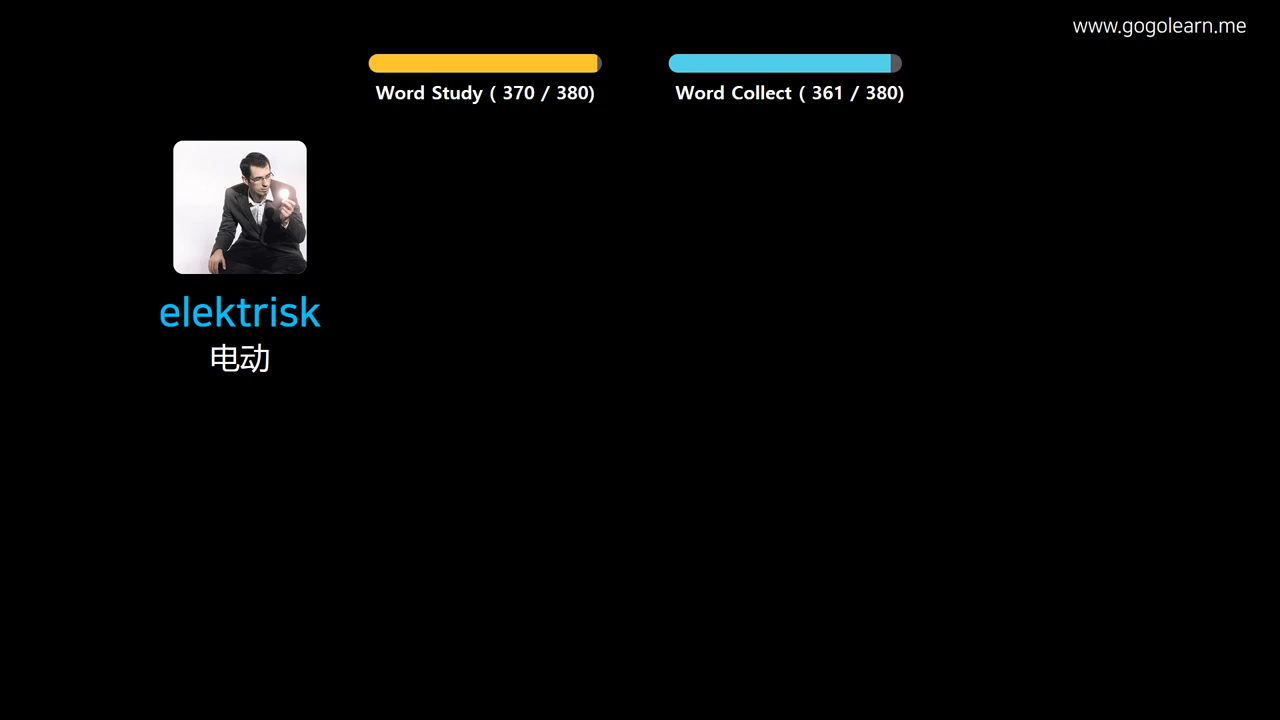 www.gogolearn.me
Word Study ( 370 / 380)
Word Collect ( 361 / 380)
elektrisk
电动